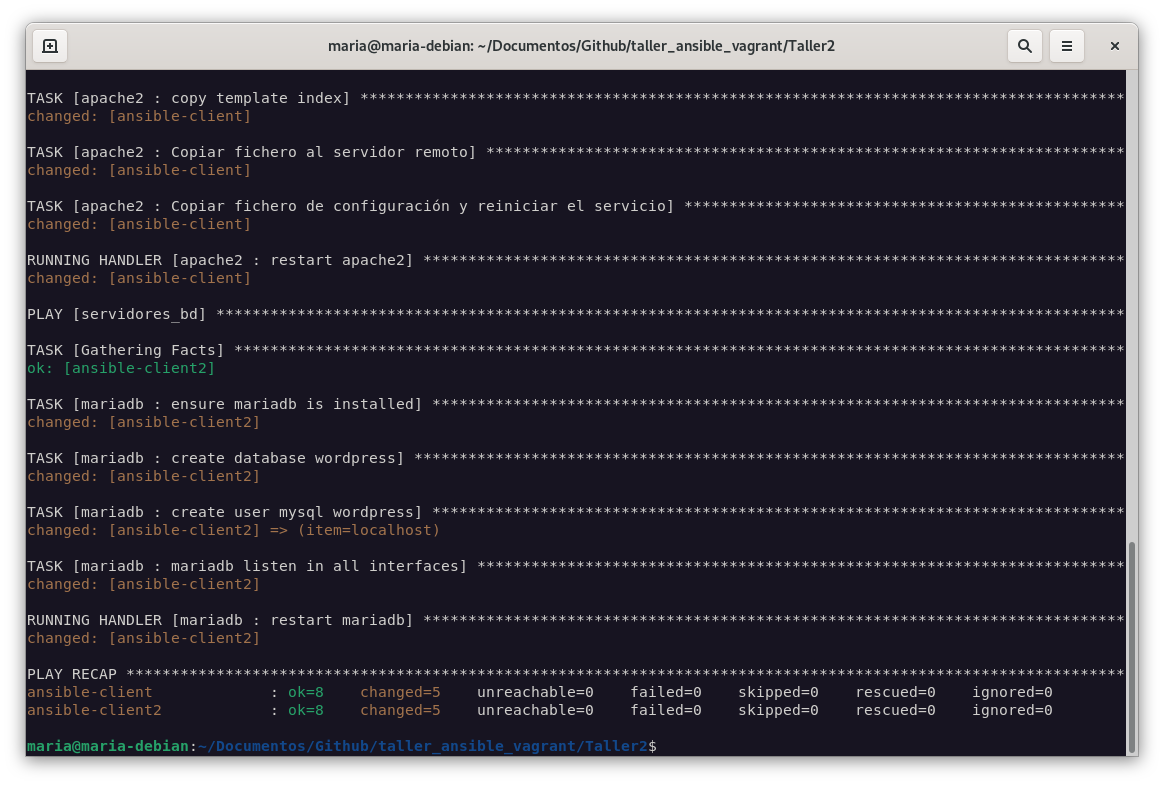 maria@maria-debian: ~/Documentos/Github/taller_ansible_vagrant/Taller2
TASK [apache2 : copy template index] *************************************************************************************
changed: [ansible-client]
TASK [apache2 : Copiar fichero al servidor remoto] ***********************************************************************
changed: [ansible-client]
TASK [apache2 : Copiar fichero de configuración y reiniciar el servicio] *************************************************
changed: [ansible-client]
RUNNING HANDLER [apache2 : restart apache2] ******************************************************************************
changed: [ansible-client]
PLAY [servidores_bd] *****************************************************************************************************
TASK [Gathering Facts] ***************************************************************************************************
ok: [ansible-client2]
TASK [mariadb : ensure mariadb is installed] *****************************************************************************
changed: [ansible-client2]
TASK [mariadb : create database wordpress] *******************************************************************************
changed: [ansible-client2]
TASK [mariadb : create user mysql wordpress] *****************************************************************************
changed: [ansible-client2] => (item=localhost)
TASK [mariadb : mariadb listen in all interfaces] ************************************************************************
changed: [ansible-client2]
RUNNING HANDLER [mariadb : restart mariadb] ******************************************************************************
changed: [ansible-client2]
PLAY RECAP ***************************************************************************************************************
ansible-client             : ok=8    changed=5    unreachable=0    failed=0    skipped=0    rescued=0    ignored=0
ansible-client2            : ok=8    changed=5    unreachable=0    failed=0    skipped=0    rescued=0    ignored=0
maria@maria-debian:~/Documentos/Github/taller_ansible_vagrant/Taller2$